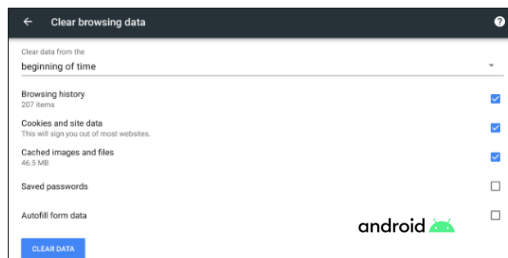 Clear browsing data
Clear data from the
beginning of time
Browsing history
207 items
Cookies and site data
This will sign you out of most websites.
Cached images and files
46.5 MB
Saved passwords
Autofill form data
android
CLEAR DATA